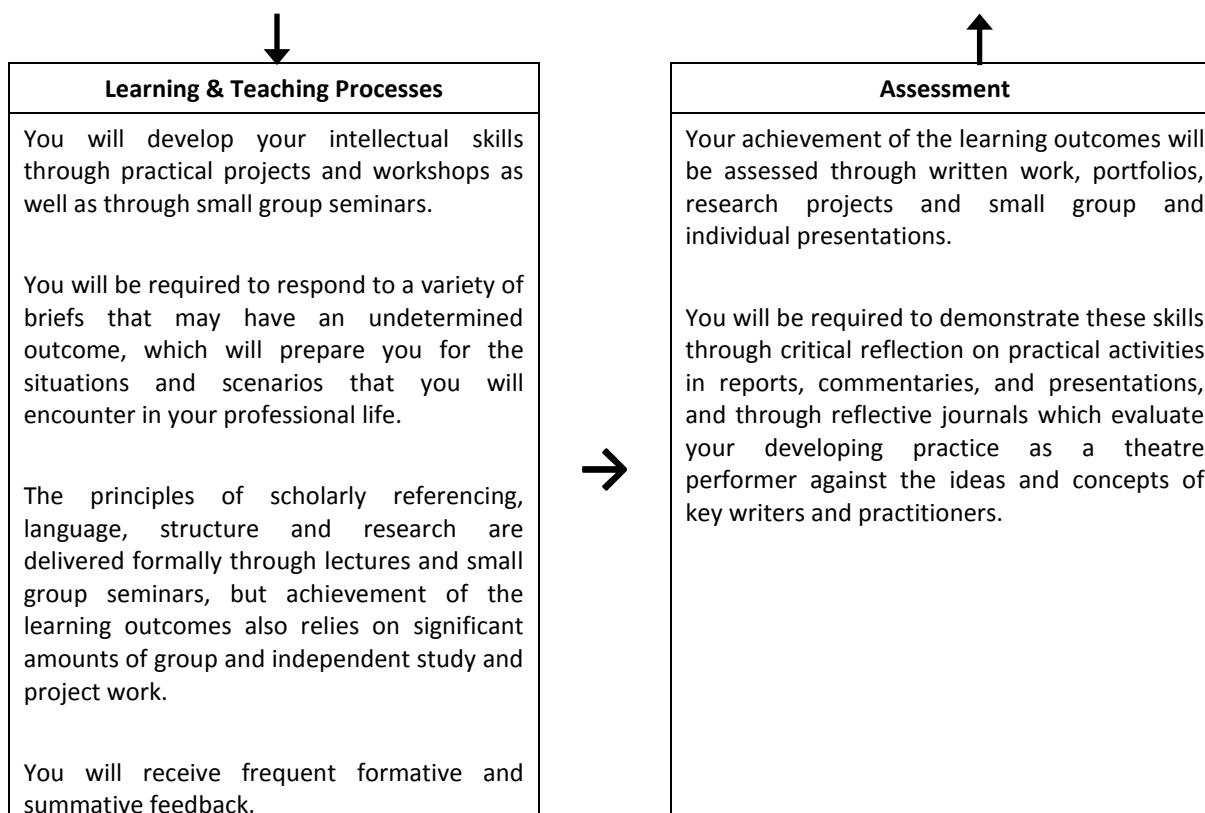 Learning & Teaching Processes
You will develop your intellectual skills
through practical projects and workshops as
well as through small group seminars.
You will be required to respond to a variety of
briefs that may have an undetermined
outcome, which will prepare you for the
situations and scenarios that you will
encounter in your professional life.
The principles of scholarly referencing,
language, structure and research are
delivered formally through lectures and small
group seminars, but achievement of the
learning outcomes also relies on significant
amounts of group and independent study and
project work.
You will receive frequent formative and
summative feedback.
Assessment
Your achievement of the learning outcomes will
be assessed through written work, portfolios,
research projects and small group and
individual presentations.
You will be required to demonstrate these skills
through critical reflection on practical activities
in reports, commentaries, and presentations,
and through reflective journals which evaluate
your developing practice as a theatre
performer against the ideas and concepts of
key writers and practitioners.